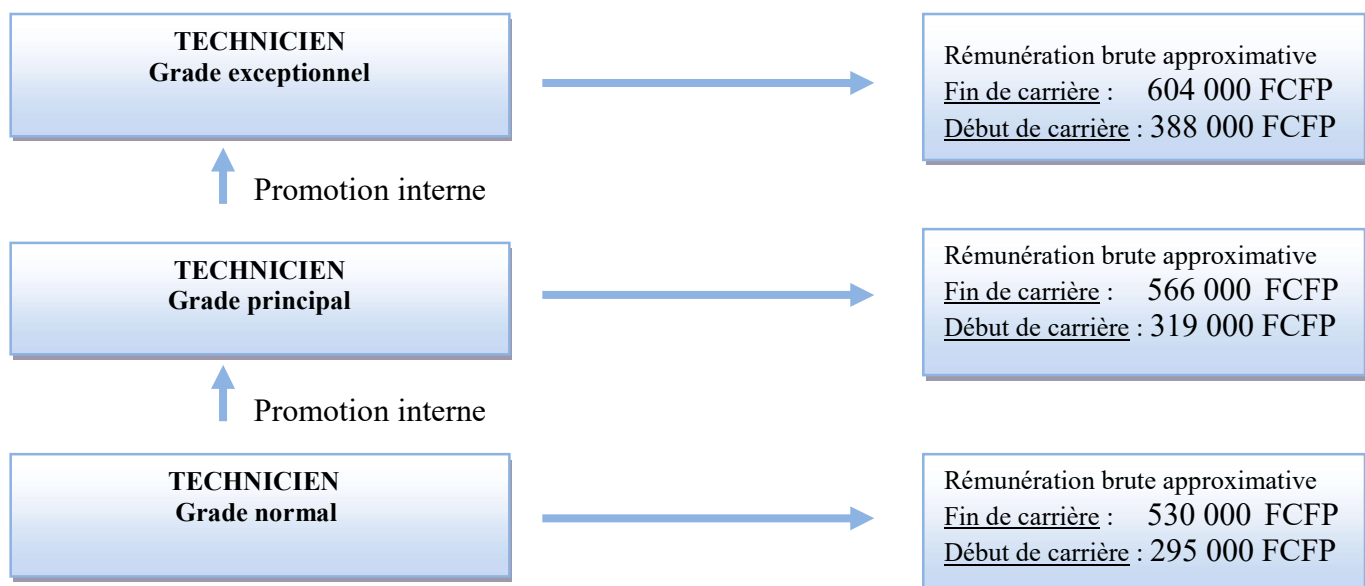 TECHNICIEN
Grade exceptionnel
Rémunération brute approximative
Fin de carrière : 604 000 FCFP
Début de carrière : 388 000 FCFP
Promotion interne
TECHNICIEN
Grade principal
Rémunération brute approximative
Fin de carrière : 566 000 FCFP
Début de carrière : 319 000 FCFP
Promotion interne
TECHNICIEN
Grade normal
Rémunération brute approximative
Fin de carrière : 530 000 FCFP
Début de carrière : 295 000 FCFP